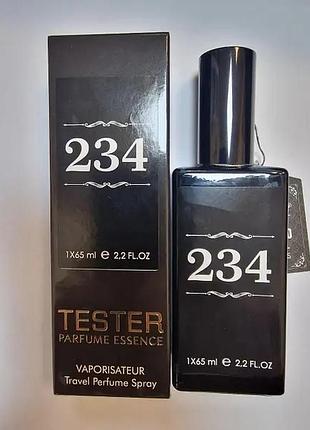 234
1X65 ml e 2,2 FL.OZ
TESTER
PARFUME ESSENCE
VAPORISATEUR
Travel Perfume Spray
234
1X65 ml e 2,2 FL.OZ